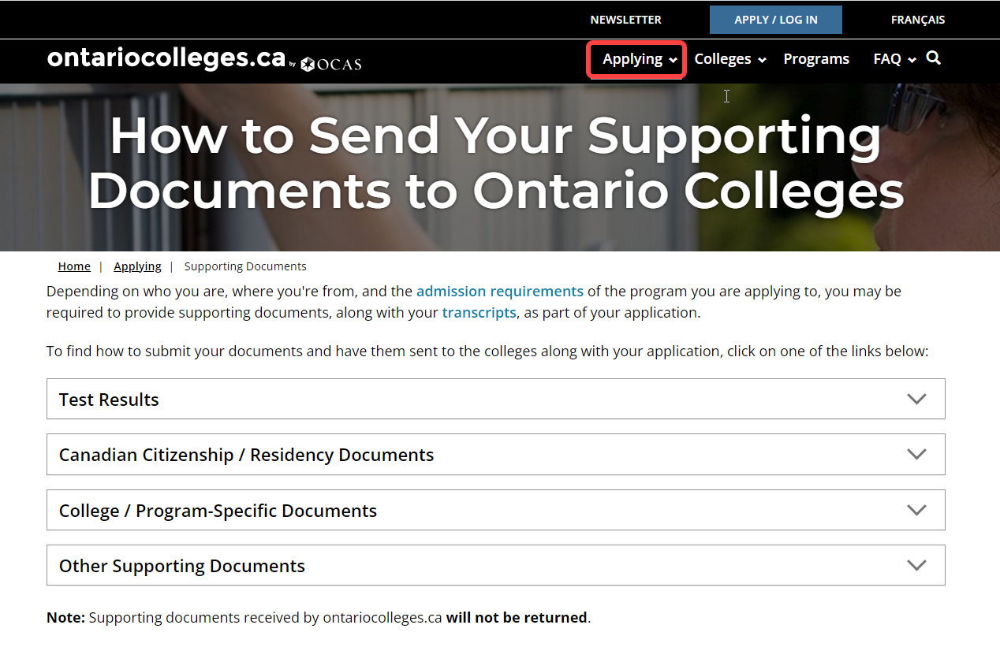 NEWSLETTER
APPLY / LOG IN
FRANÇAIS
ontariocolleges.ca by OCAS
Applying
Colleges
Programs
FAQ
How to Send Your Supporting
Documents to Ontario Colleges
Home | Applying | Supporting Documents
Depending on who you are, where you're from, and the admission requirements of the program you are applying to, you may be
required to provide supporting documents, along with your transcripts, as part of your application.
To find how to submit your documents and have them sent to the colleges along with your application, click on one of the links below:
Test Results
Canadian Citizenship / Residency Documents
College / Program-Specific Documents
Other Supporting Documents
Note: Supporting documents received by ontariocolleges.ca will not be returned.